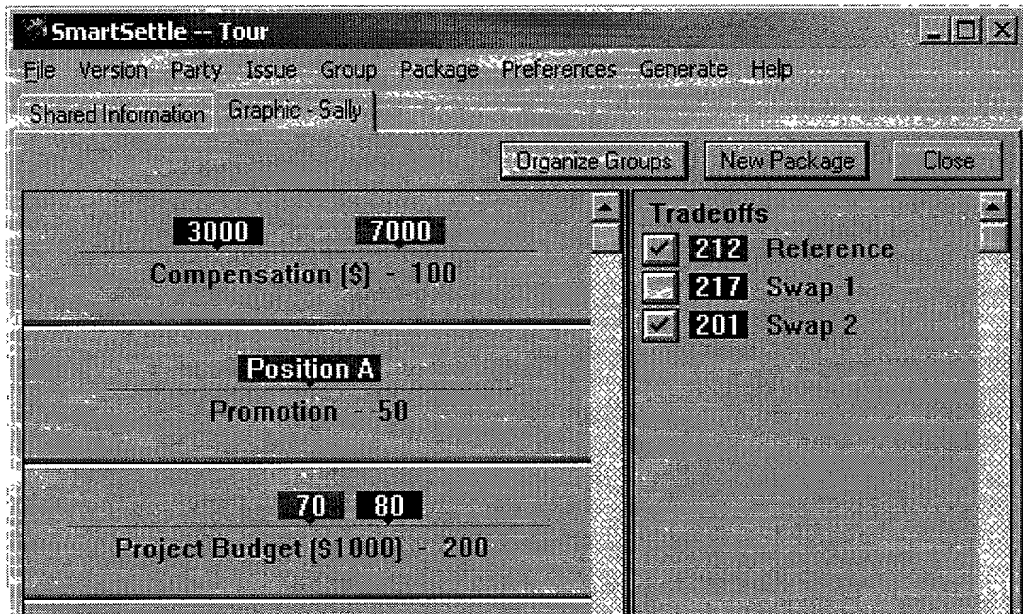 SmartSettle -- Tour
File Version Party Issue Group Package Preferences Generate Help
Shared Information Graphic - Sally
Organize Groups New Package Close
3000 7000
Compensation ($) - 100
Position A
Promotion - 50
70 80
Project Budget ($1000) - 200
Tradeoffs
212 Reference
217 Swap 1
201 Swap 2